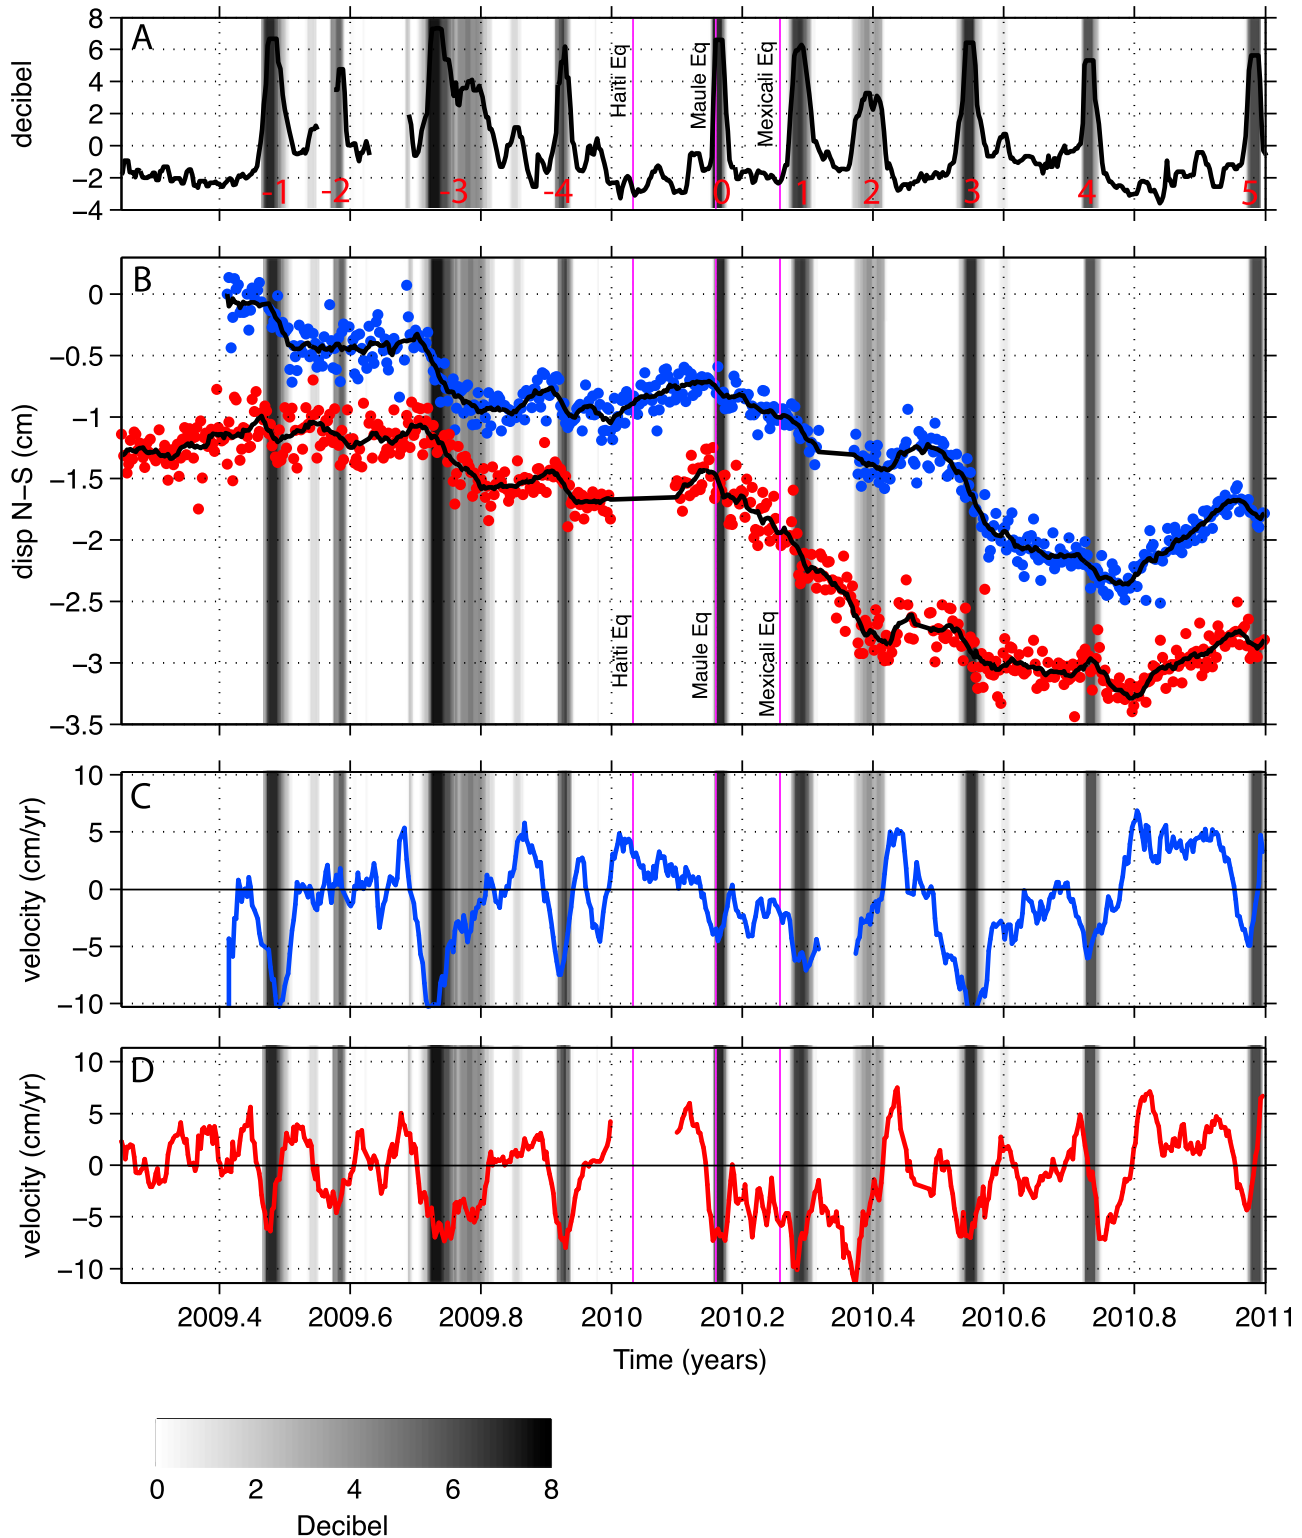 A
8
6
4
2
0
−2
−4
decibel
Haïti Eq
Maule Eq
Mexicali Eq
-1
-2
-3
-4
0
1
2
3
4
5
B
0
−0.5
−1
−1.5
−2
−2.5
−3
−3.5
disp N−S (cm)
Haïti Eq
Maule Eq
Mexicali Eq
C
10
5
0
−5
−10
velocity (cm/yr)
D
10
5
0
−5
−10
velocity (cm/yr)
2009.4 2009.6 2009.8 2010 2010.2 2010.4 2010.6 2010.8 2011
Time (years)
0 2 4 6 8
Decibel